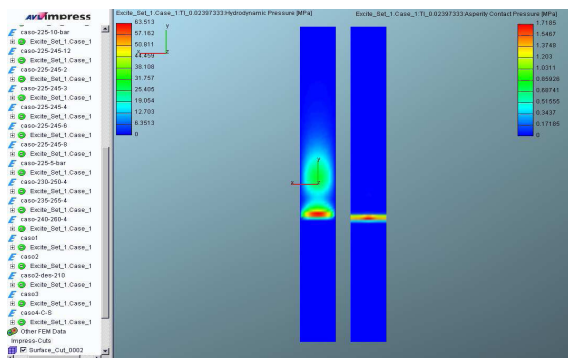 AVL Impress
caso-225-10-bar
Excite_Set_1.Case_1
caso-225-245-12
Excite_Set_1.Case_1
caso-225-245-2
Excite_Set_1.Case_1
caso-225-245-3
Excite_Set_1.Case_1
caso-225-245-4
Excite_Set_1.Case_1
caso-225-245-6
Excite_Set_1.Case_1
caso-225-245-8
Excite_Set_1.Case_1
caso-225-5-bar
Excite_Set_1.Case_1
caso-230-250-4
Excite_Set_1.Case_1
caso-235-255-4
Excite_Set_1.Case_1
caso-240-260-4
Excite_Set_1.Case_1
caso1
Excite_Set_1.Case_1
caso2
Excite_Set_1.Case_1
caso2-des-210
Excite_Set_1.Case_1
caso3
Excite_Set_1.Case_1
caso4-C-S
Excite_Set_1.Case_1
Other FEM Data
Impress-Cuts
Surface_Cut_0002
Excite_Set_1.Case_1:TI_0.02397333:Hydrodynamic Pressure [MPa]
63.513
57.162
50.811
44.459
38.108
31.757
25.405
19.054
12.703
6.3513
0
Y
X
Z
Y
X
Excite_Set_1.Case_1:TI_0.02397333:Asperity Contact Pressure [MPa]
1.7185
1.5467
1.3748
1.203
1.0311
0.85926
0.68741
0.51555
0.3437
0.17185
0